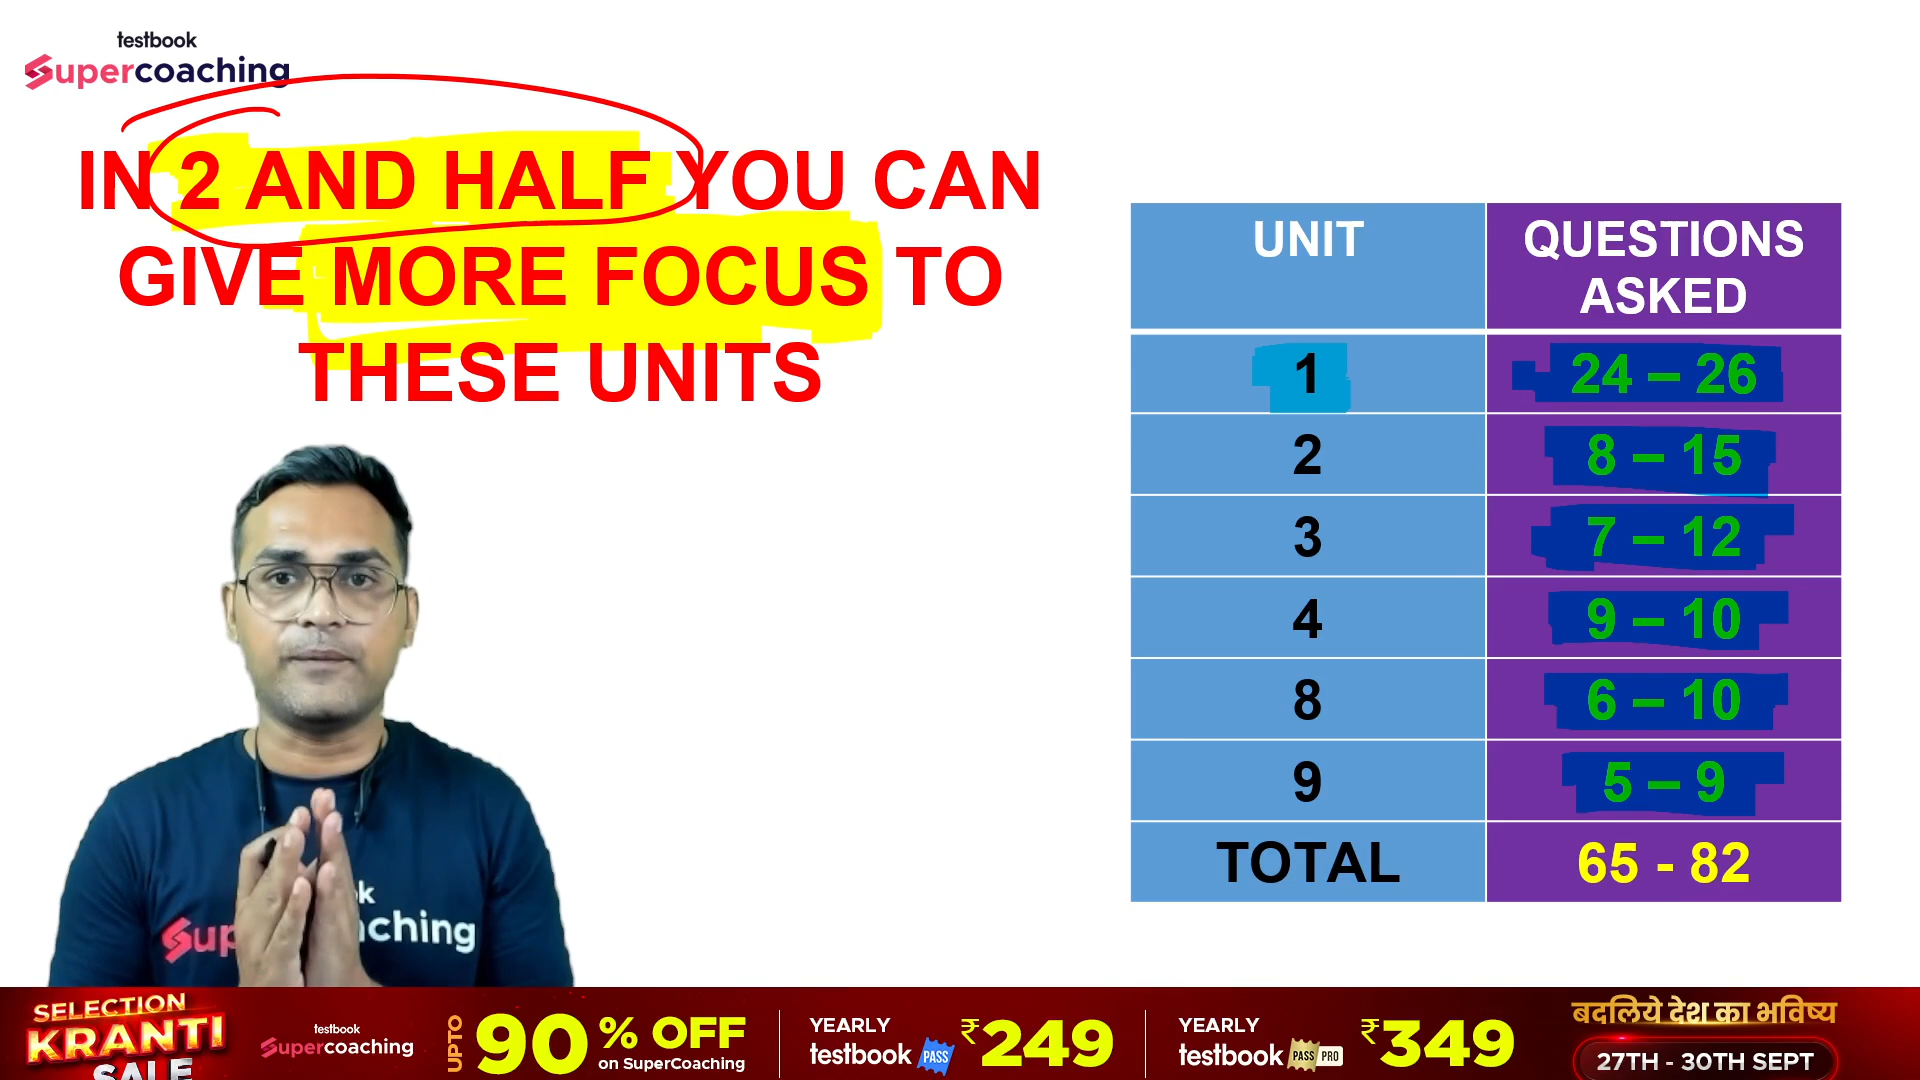 testbook
Supercoaching
IN 2 AND HALF YOU CAN
GIVE MORE FOCUS TO
THESE UNITS
UNIT QUESTIONS ASKED
1 24 – 26
2 8 – 15
3 7 – 12
4 9 – 10
8 6 – 10
9 5 – 9
TOTAL 65 - 82
k
Sup ching
SELECTION
KRANTI
SALE
testbook
Supercoaching
UPTO 90% OFF
on SuperCoaching
YEARLY
testbook PASS ₹249
YEARLY
testbook PASS PRO ₹349
बदलिये देश का भविष्य
27TH - 30TH SEPT